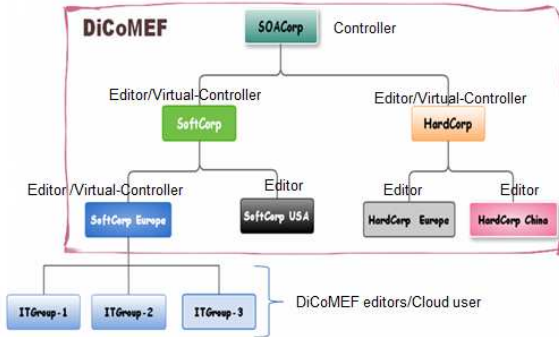 DiCoMEF
SOACorp Controller
Editor/Virtual-Controller Editor/Virtual-Controller
SoftCorp HardCorp
Editor /Virtual-Controller Editor Editor Editor
SoftCorp Europe SoftCorp USA HardCorp Europe HardCorp China
ITGroup-1 ITGroup-2 ITGroup-3 DiCoMEF editors/Cloud user